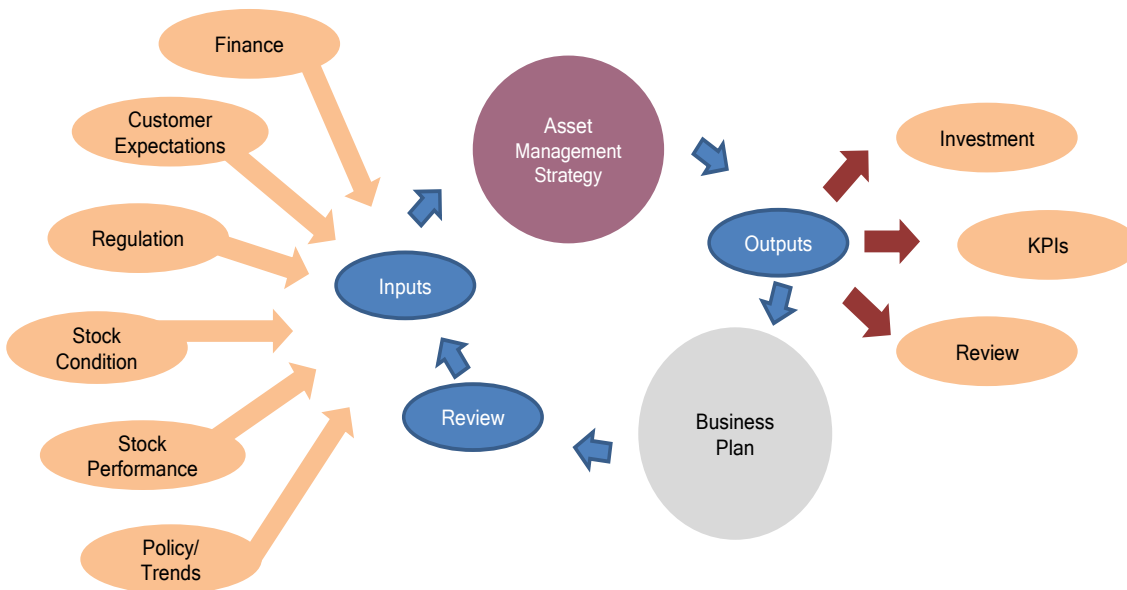 Finance
Customer
Expectations
Regulation
Stock
Condition
Stock
Performance
Policy/
Trends
Inputs
Review
Asset
Management
Strategy
Outputs
Business
Plan
Investment
KPIs
Review